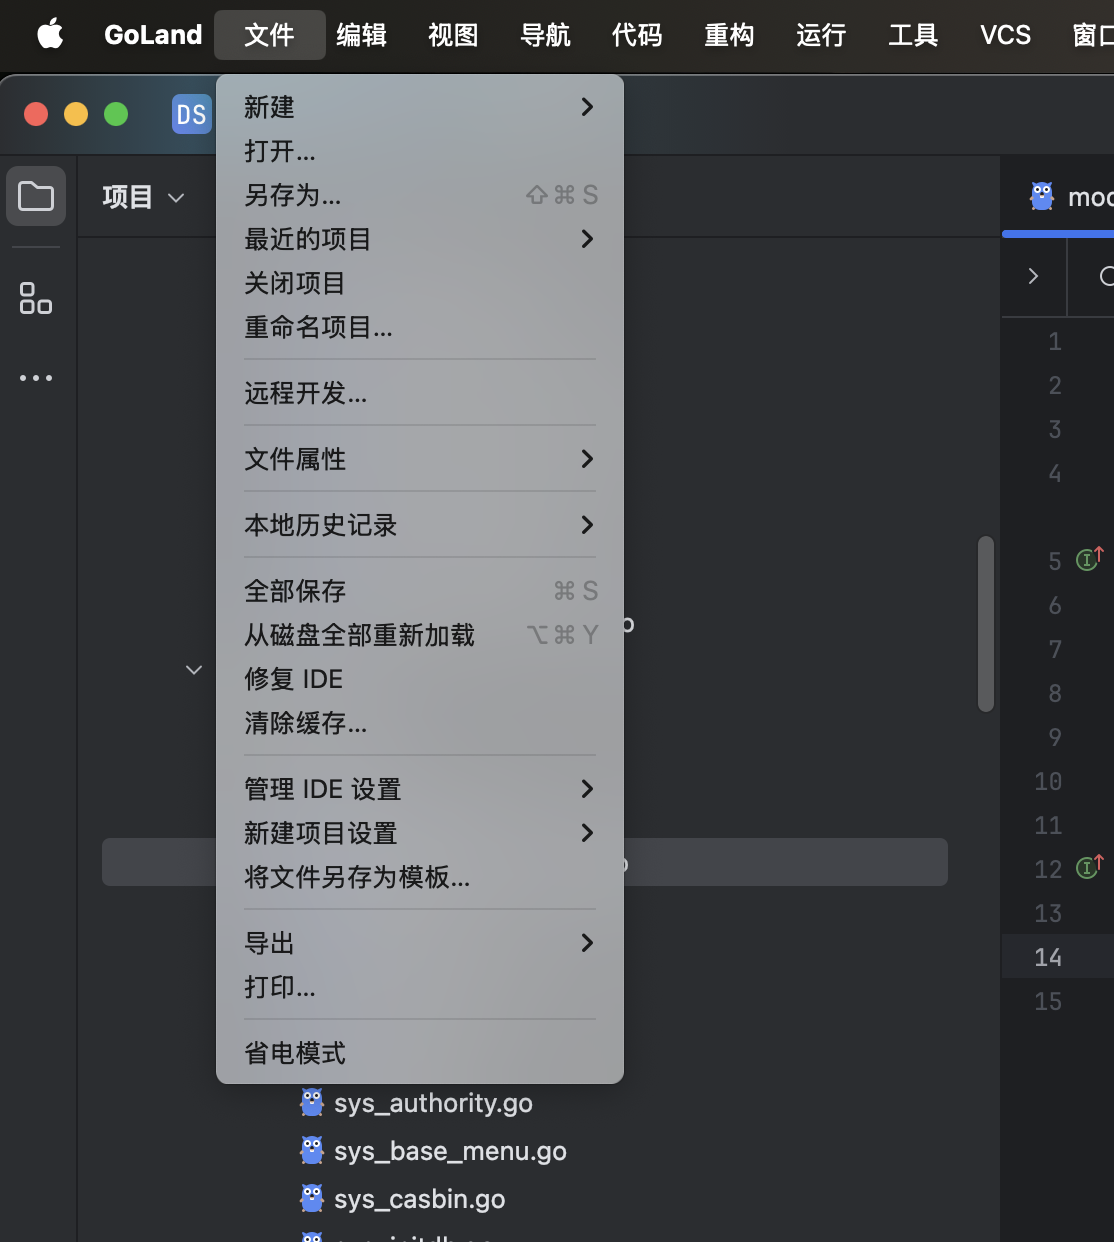 GoLand 文件 编辑 视图 导航 代码 重构 运行 工具 VCS 窗口
DS
项目
新建
打开...
另存为... ⇧⌘S
最近的项目
关闭项目
重命名项目...
远程开发...
文件属性
本地历史记录
全部保存 ⌘S
从磁盘全部重新加载 ⌥⌘Y
修复 IDE
清除缓存...
管理 IDE 设置
新建项目设置
将文件另存为模板...
导出
打印...
省电模式
sys_authority.go
sys_base_menu.go
sys_casbin.go
1
2
3
4
5
6
7
8
9
10
11
12
13
14
15